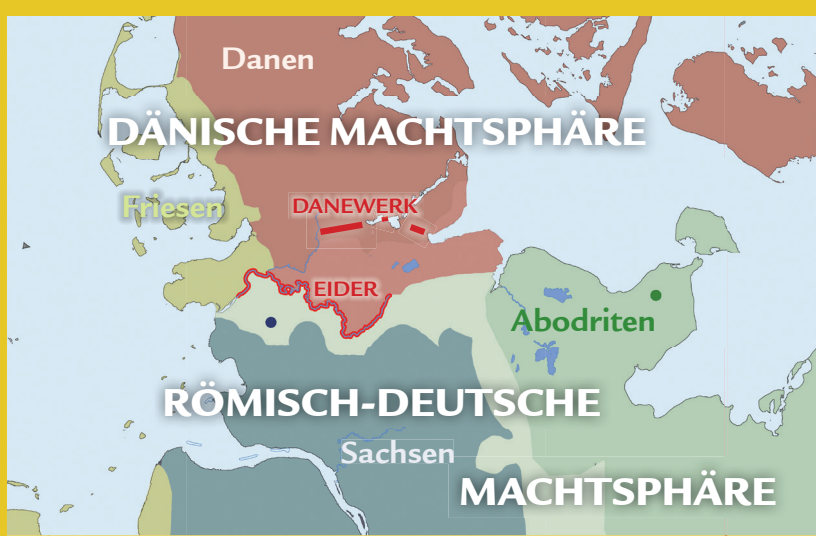 Danen
DÄNISCHE MACHTSPHÄRE
Friesen
DANEWERK
EIDER
Abodriten
RÖMISCH-DEUTSCHE
Sachsen
MACHTSPHÄRE